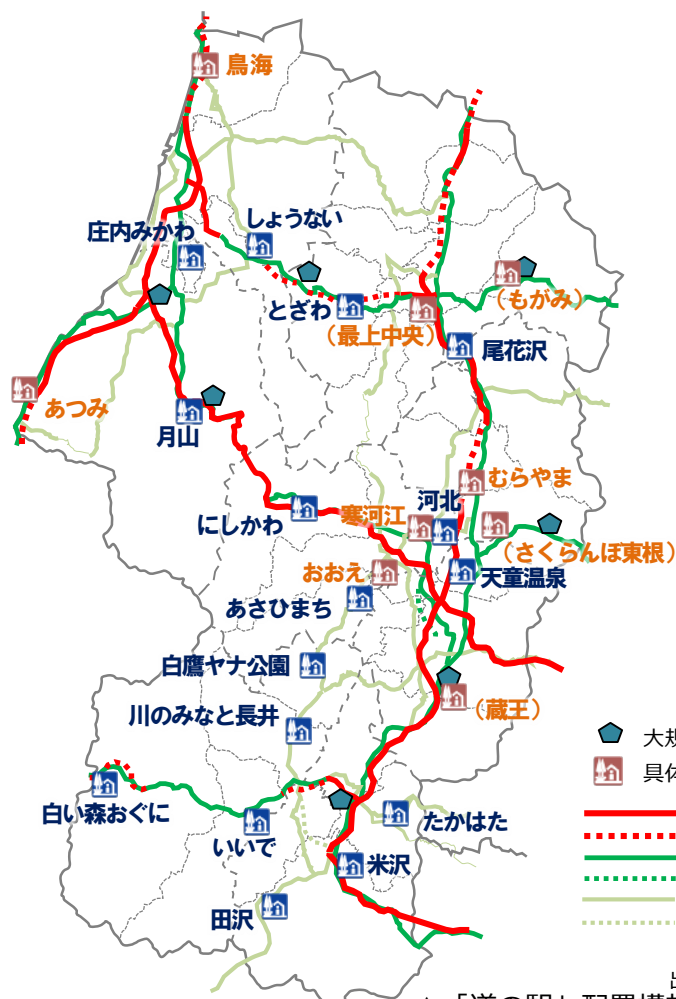 鳥海
しょうない
庄内みかわ
とざわ
（もがみ）
（最上中央）
尾花沢
あつみ
月山
むらやま
河北
にしかわ
寒河江
（さくらんぼ東根）
おおえ
天童温泉
あさひまち
白鷹ヤナ公園
（蔵王）
川のみなと長井
大規
具体
白い森おぐに
たかはた
いいで
米沢
田沢